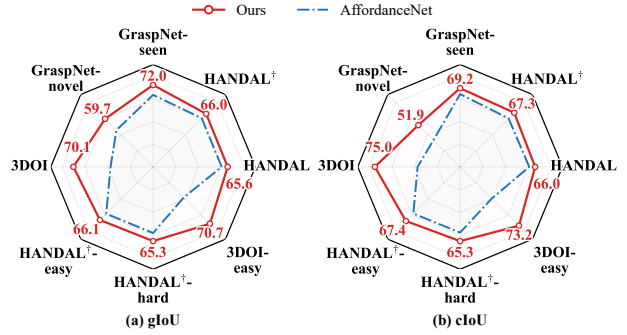 Ours
AffordanceNet
GraspNet-
seen
72.0
HANDAL†
66.0
HANDAL
65.6
3DOI-
easy
70.7
HANDAL†-
hard
65.3
HANDAL†-
easy
66.1
3DOI
70.1
GraspNet-
novel
59.7
(a) gIoU
GraspNet-
seen
69.2
HANDAL†
67.3
HANDAL
66.0
3DOI-
easy
73.2
HANDAL†-
hard
65.3
HANDAL†-
easy
67.4
3DOI
75.0
GraspNet-
novel
51.9
(b) cIoU